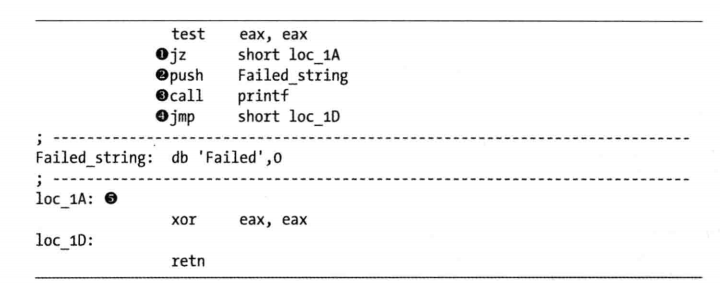 test eax, eax
❶jz short loc_1A
❷push Failed_string
❸call printf
❹jmp short loc_1D
; ---------------------------------------------------------------------------
Failed_string: db 'Failed',0
; ---------------------------------------------------------------------------
loc_1A: ❺
xor eax, eax
loc_1D:
retn